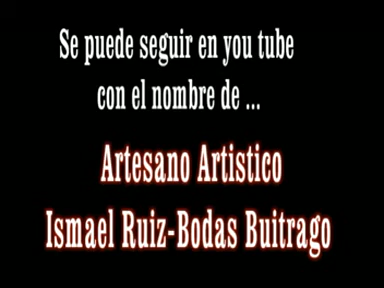 Se puede seguir en you tube
con el nombre de ...
Artesano Artistico
Ismael Ruiz-Bodas Buitrago